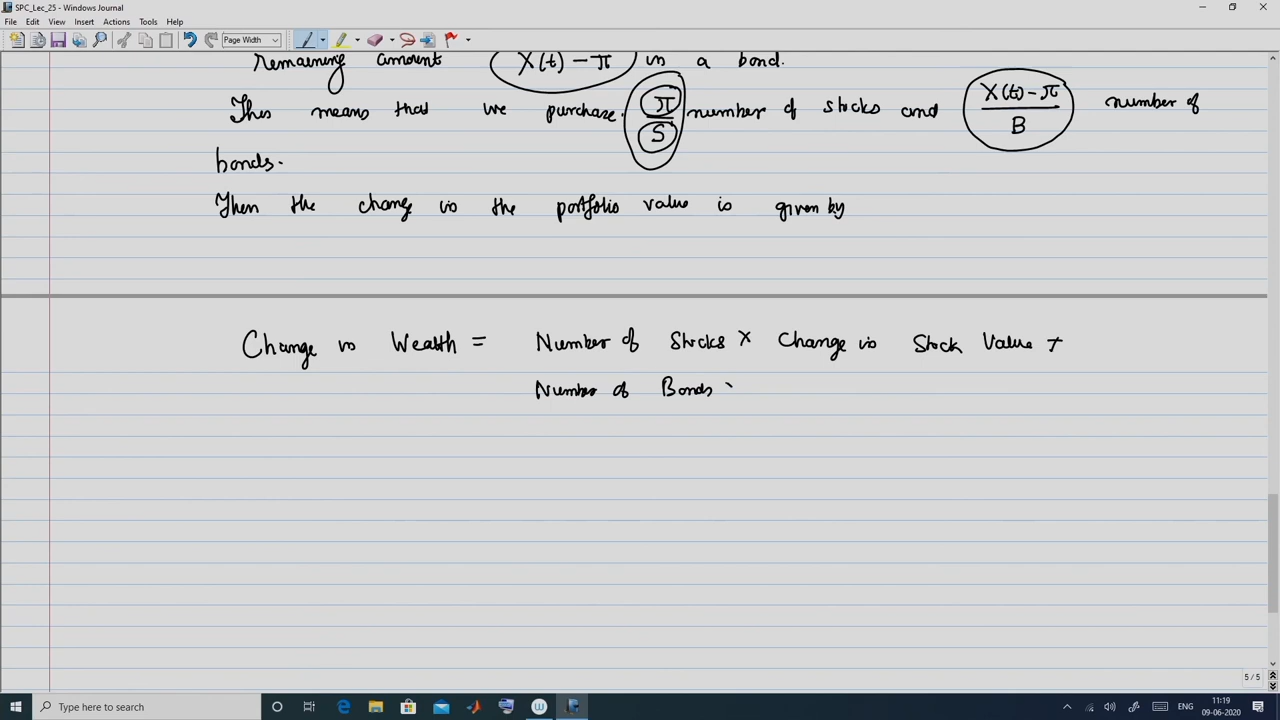 SPC_Lec_25 - Windows Journal
File Edit View Insert Actions Tools Help
Page Width
Remaining amount X(t) - π in a bond.
This means that we purchase π/S number of stocks and (X(t) - π)/B number of
bonds.
Then the change in the portfolio value is given by
Change in Wealth = Number of Stocks × Change in Stock Value +
Number of Bonds
5 / 5
Type here to search
ENG
11:19
09-06-2020